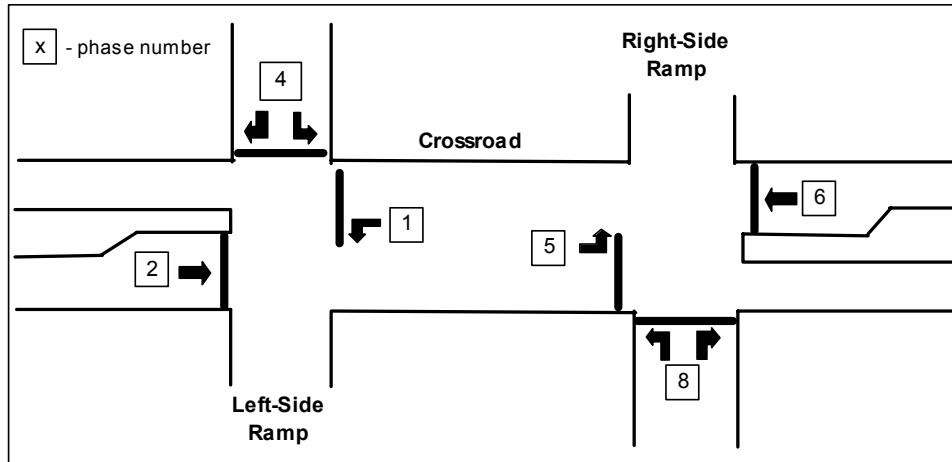 x - phase number
Right-Side
Ramp
4
Crossroad
6
1
5
2
8
Left-Side
Ramp